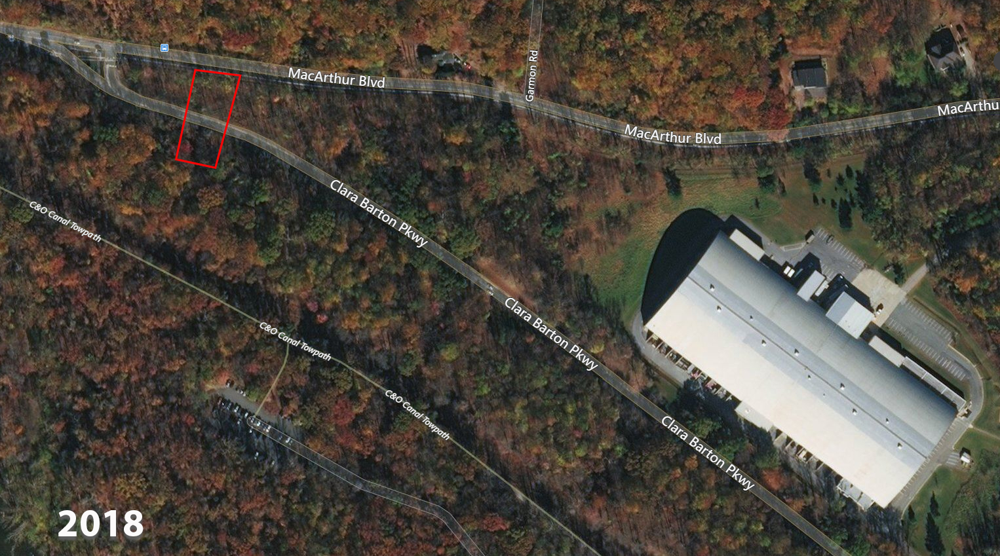 MacArthur Blvd
Garmon Rd
MacArthu
MacArthur Blvd
Clara Barton Pkwy
C&O Canal Towpath
Clara Barton Pkwy
C&O Canal Towpath
C&O Canal Towpath
Clara Barton Pkwy
2018